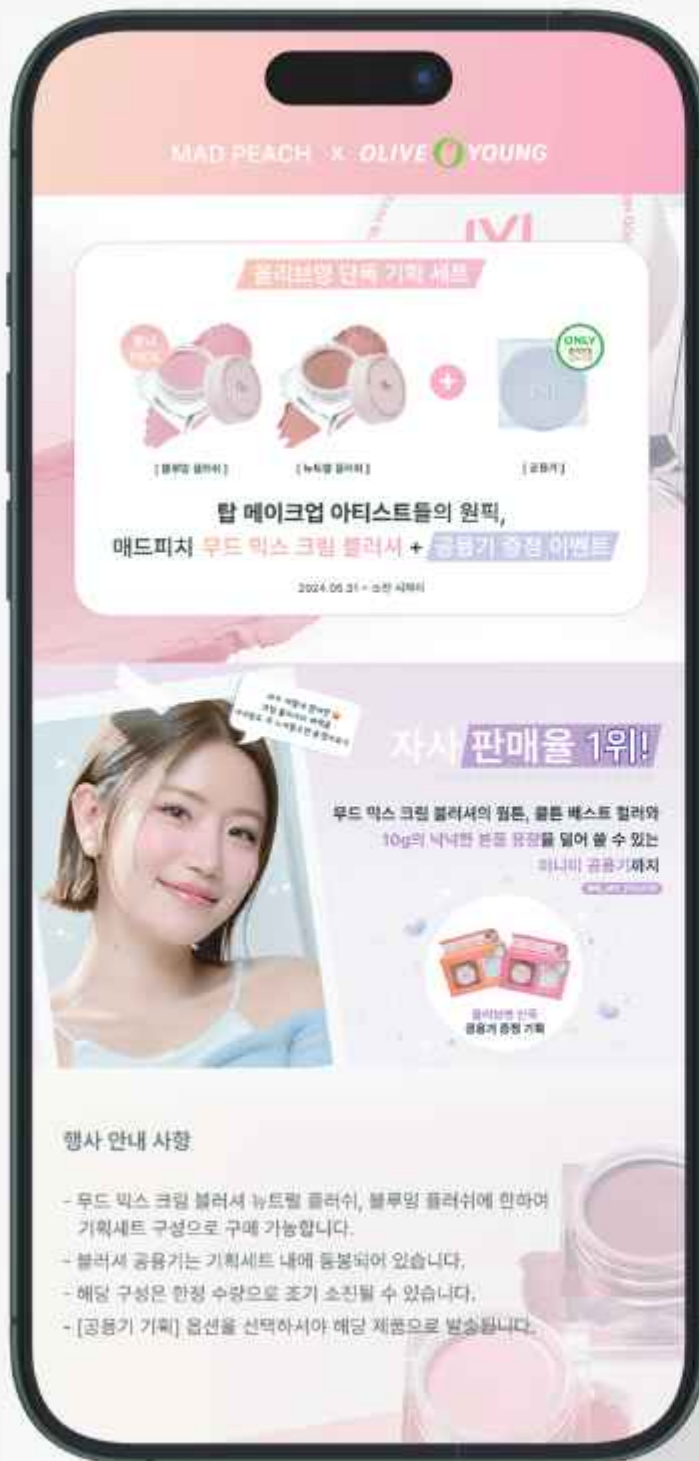 MAD PEACH x OLIVE YOUNG
올리브영 단독 기획 세트
ONLY
[ 블루밍 플러쉬 ]
[ 뉴트럴 플러쉬 ]
[ 공용기 ]
탑 메이크업 아티스트들의 원픽,
매드피치 무드 믹스 크림 블러셔 + 공용기 증정 이벤트
2024.05.31 ~ 소진 시까지
자사 판매율 1위!
무드 믹스 크림 블러셔의 웜톤, 쿨톤 베스트 컬러와
10g의 넉넉한 본품 용량을 덜어 쓸 수 있는
미니미 공용기까지
올리브영 단독
공용기 증정 기획
행사 안내 사항
- 무드 믹스 크림 블러셔 뉴트럴 플러쉬, 블루밍 플러쉬에 한하여
기획세트 구성으로 구매 가능합니다.
- 블러셔 공용기는 기획세트 내에 동봉되어 있습니다.
- 해당 구성은 한정 수량으로 조기 소진될 수 있습니다.
- [공용기 기획] 옵션을 선택하셔야 해당 제품으로 발송됩니다.